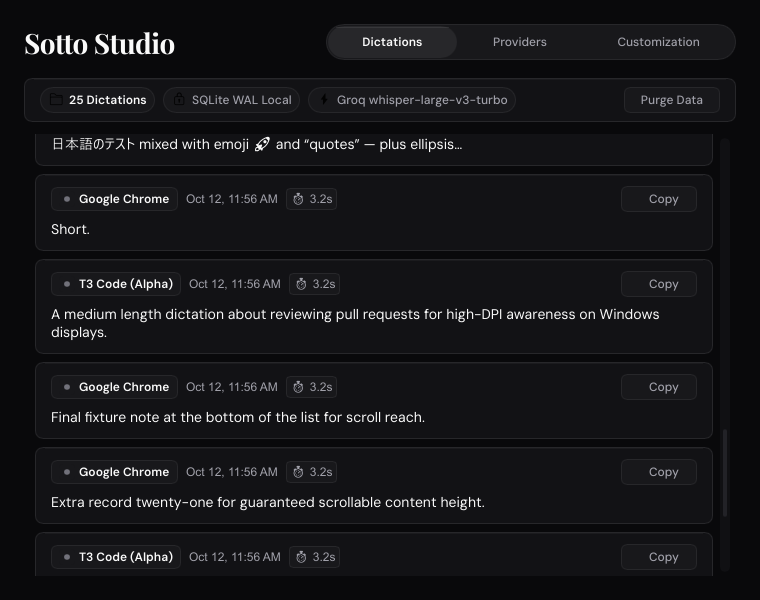 Sotto Studio
Dictations
Providers
Customization
25 Dictations
SQLite WAL Local
Groq whisper-large-v3-turbo
Purge Data
日本語のテスト mixed with emoji 🚀 and “quotes” — plus ellipsis…
Google Chrome Oct 12, 11:56 AM ⏱ 3.2s Copy
Short.
T3 Code (Alpha) Oct 12, 11:56 AM ⏱ 3.2s Copy
A medium length dictation about reviewing pull requests for high-DPI awareness on Windows
displays.
Google Chrome Oct 12, 11:56 AM ⏱ 3.2s Copy
Final fixture note at the bottom of the list for scroll reach.
Google Chrome Oct 12, 11:56 AM ⏱ 3.2s Copy
Extra record twenty-one for guaranteed scrollable content height.
T3 Code (Alpha) Oct 12, 11:56 AM ⏱ 3.2s Copy